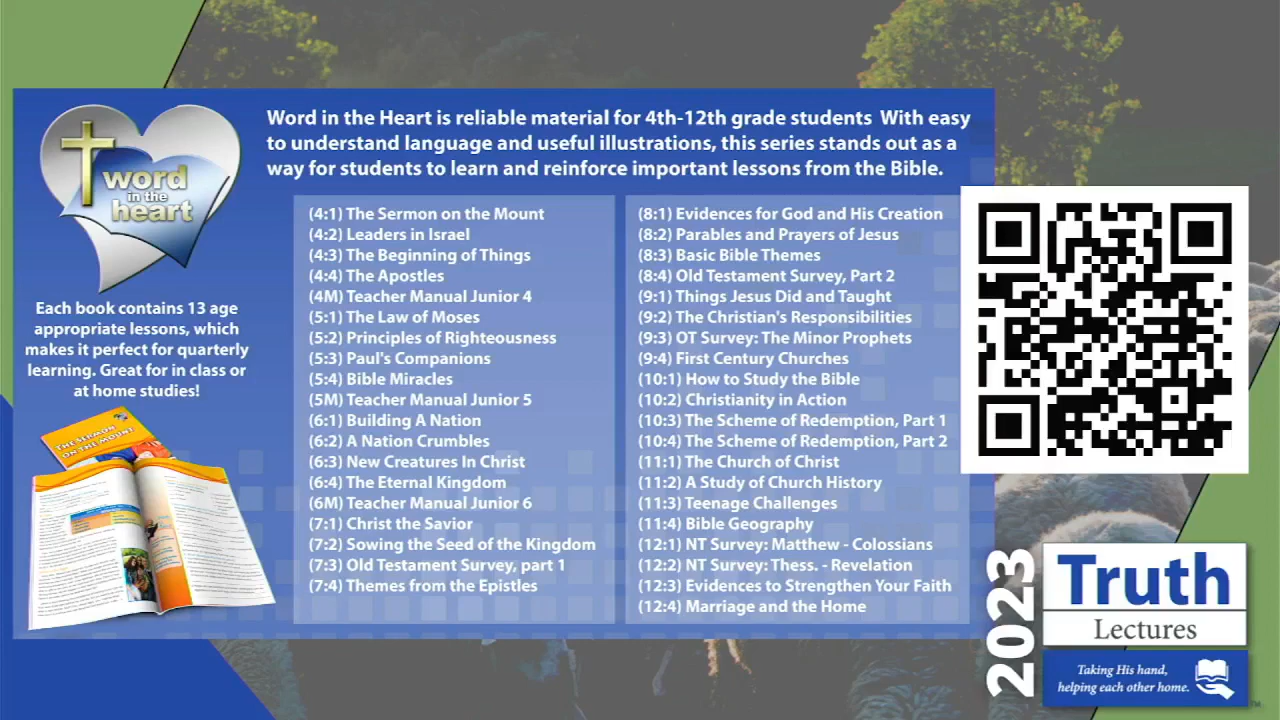 Word in the Heart is reliable material for 4th-12th grade students  With easy
to understand language and useful illustrations, this series stands out as a
way for students to learn and reinforce important lessons from the Bible.
word
in the
heart
Each book contains 13 age
appropriate lessons, which
makes it perfect for quarterly
learning. Great for in class or
at home studies!
THE SERMON
ON THE MOUNT
(4:1) The Sermon on the Mount
(4:2) Leaders in Israel
(4:3) The Beginning of Things
(4:4) The Apostles
(4M) Teacher Manual Junior 4
(5:1) The Law of Moses
(5:2) Principles of Righteousness
(5:3) Paul's Companions
(5:4) Bible Miracles
(5M) Teacher Manual Junior 5
(6:1) Building A Nation
(6:2) A Nation Crumbles
(6:3) New Creatures In Christ
(6:4) The Eternal Kingdom
(6M) Teacher Manual Junior 6
(7:1) Christ the Savior
(7:2) Sowing the Seed of the Kingdom
(7:3) Old Testament Survey, part 1
(7:4) Themes from the Epistles
(8:1) Evidences for God and His Creation
(8:2) Parables and Prayers of Jesus
(8:3) Basic Bible Themes
(8:4) Old Testament Survey, Part 2
(9:1) Things Jesus Did and Taught
(9:2) The Christian's Responsibilities
(9:3) OT Survey: The Minor Prophets
(9:4) First Century Churches
(10:1) How to Study the Bible
(10:2) Christianity in Action
(10:3) The Scheme of Redemption, Part 1
(10:4) The Scheme of Redemption, Part 2
(11:1) The Church of Christ
(11:2) A Study of Church History
(11:3) Teenage Challenges
(11:4) Bible Geography
(12:1) NT Survey: Matthew - Colossians
(12:2) NT Survey: Thess. - Revelation
(12:3) Evidences to Strengthen Your Faith
(12:4) Marriage and the Home
2023
Truth
Lectures
Taking His hand,
helping each other home.
TM